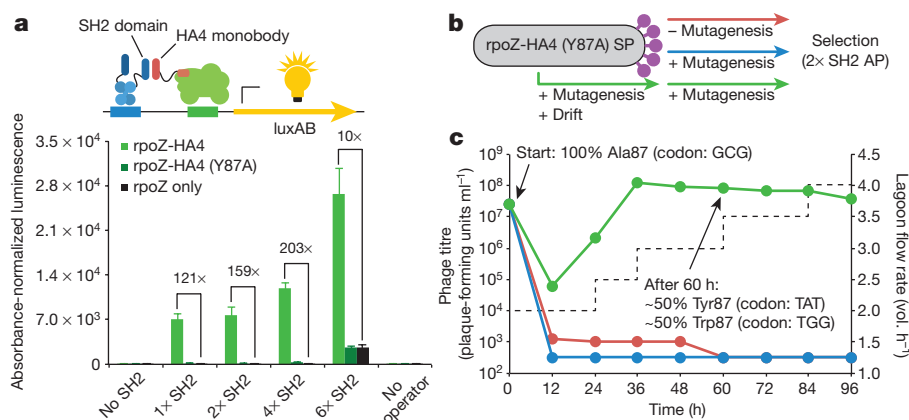 a
SH2 domain
HA4 monobody
luxAB
Absorbance-normalized luminescence
3.5 × 10⁴
2.8 × 10⁴
1.4 × 10⁴
7.0 × 10³
0
rpoZ-HA4
rpoZ-HA4 (Y87A)
rpoZ only
121×
159×
203×
10×
No SH2
1× SH2
2× SH2
4× SH2
6× SH2
No operator
b
rpoZ-HA4 (Y87A) SP
– Mutagenesis
+ Mutagenesis
+ Mutagenesis
+ Drift
+ Mutagenesis
Selection
(2× SH2 AP)
c
Phage titre
(plaque-forming units ml⁻¹)
10⁹
10⁸
10⁷
10⁶
10⁵
10⁴
10³
10²
Start: 100% Ala87 (codon: GCG)
After 60 h:
~50% Tyr87 (codon: TAT)
~50% Trp87 (codon: TGG)
4.5
4.0
3.5
3.0
2.5
2.0
1.5
1.0
Lagoon flow rate (vol. h⁻¹)
0 12 24 36 48 60 72 84 96
Time (h)